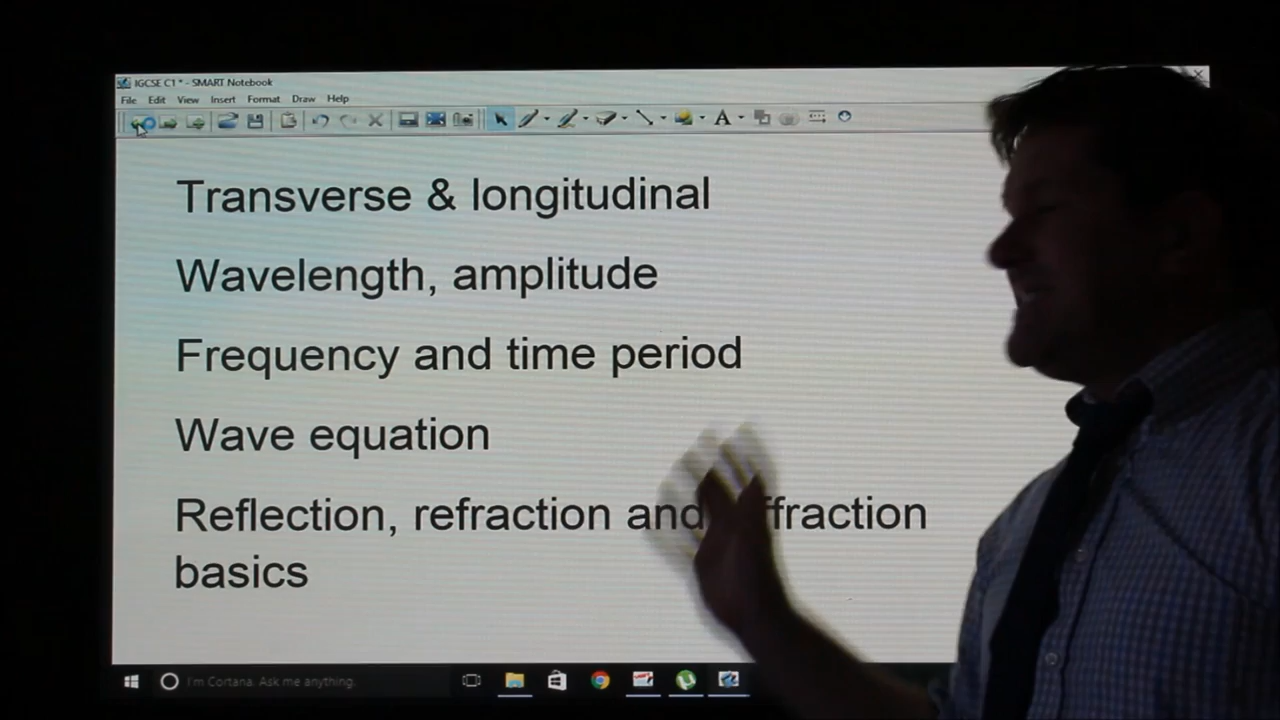 IGCSE C1 * - SMART Notebook
File Edit View Insert Format Draw Help
Transverse & longitudinal
Wavelength, amplitude
Frequency and time period
Wave equation
Reflection, refraction and ffraction
basics
I'm Cortana. Ask me anything.